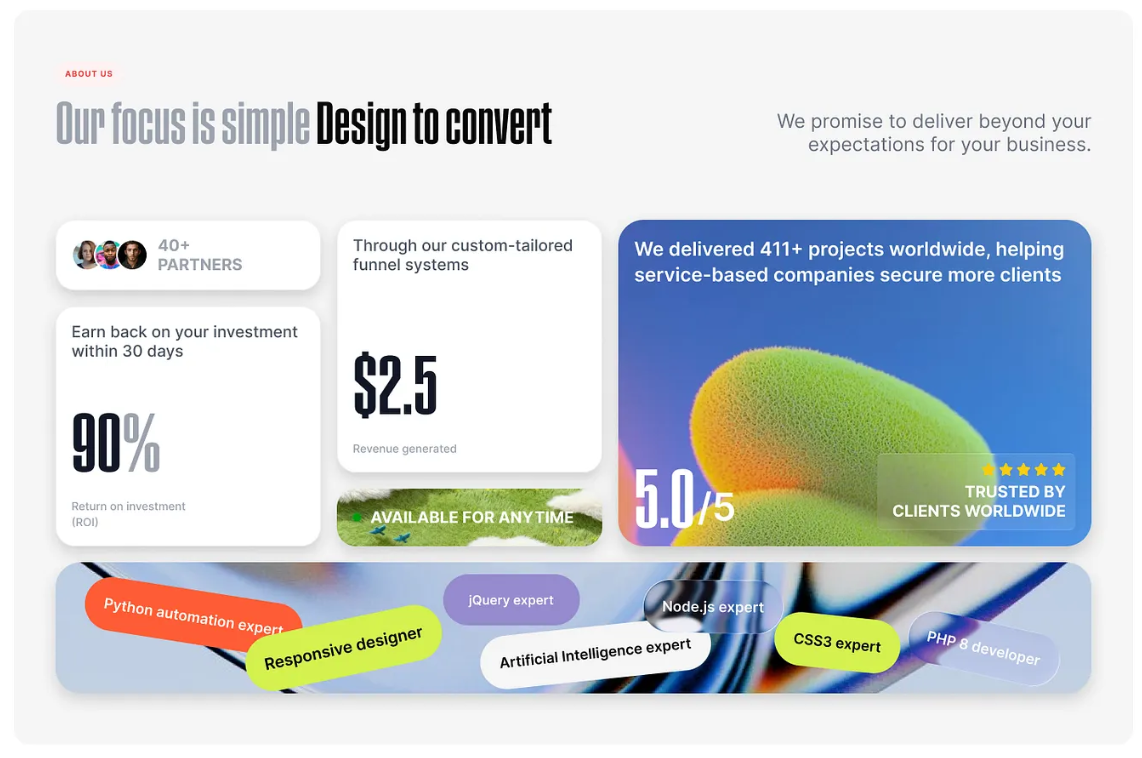 ABOUT US
Our focus is simple Design to convert
We promise to deliver beyond your
expectations for your business.
40+
PARTNERS
Earn back on your investment
within 30 days
90%
Return on investment
(ROI)
Through our custom-tailored
funnel systems
$2.5
Revenue generated
AVAILABLE FOR ANYTIME
We delivered 411+ projects worldwide, helping
service-based companies secure more clients
5.0/5
TRUSTED BY
CLIENTS WORLDWIDE
Python automation expert
Responsive designer
jQuery expert
Artificial Intelligence expert
Node.js expert
CSS3 expert
PHP 8 developer